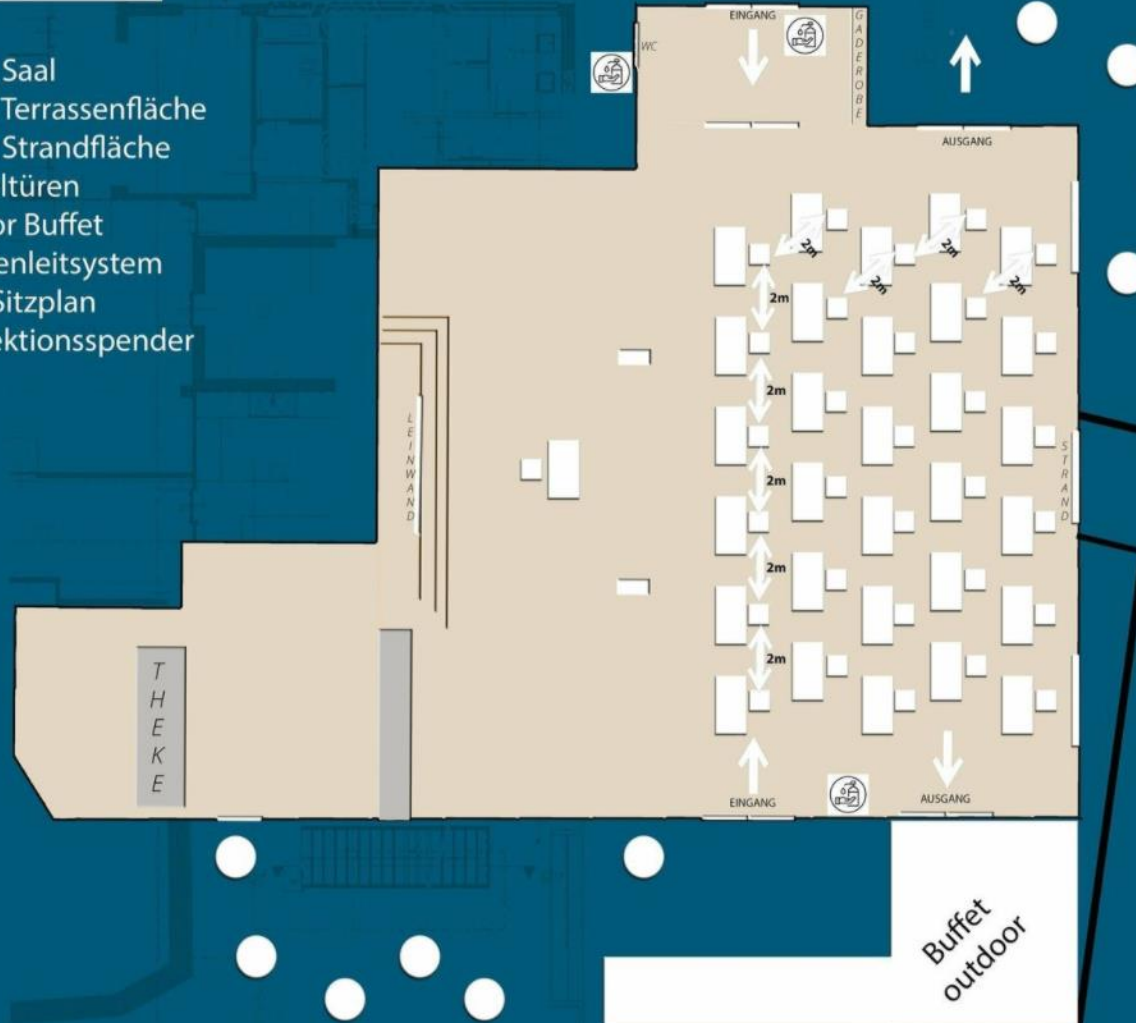 Saal
Terrassenfläche
Strandfläche
ltüren
or Buffet
enleitsystem
Sitzplan
ektionsspender
EINGANG
WC
GADEROBE
AUSGANG
2m
2m
2m
2m
2m
2m
2m
2m
2m
LEINWAND
STRAND
THEKE
EINGANG
AUSGANG
Buffet
outdoor